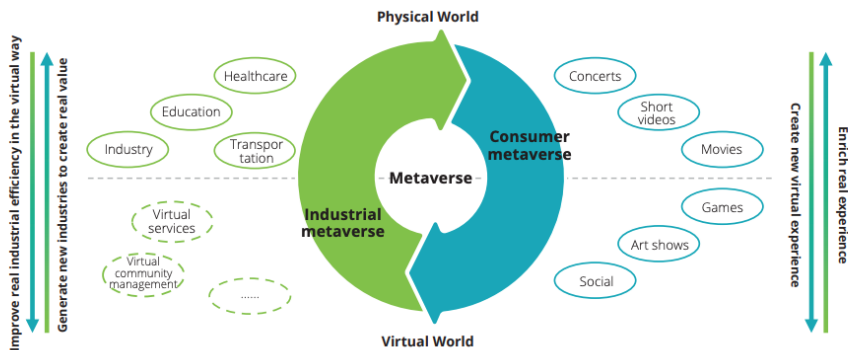 Physical World
Improve real industrial efficiency in the virtual way
Generate new industries to create real value
Healthcare
Education
Industry
Transpor
tation
Virtual
services
Virtual
community
management
......
Industrial
metaverse
Metaverse
Consumer
metaverse
Concerts
Short
videos
Movies
Games
Art shows
Social
Create new virtual experience
Enrich real experience
Virtual World